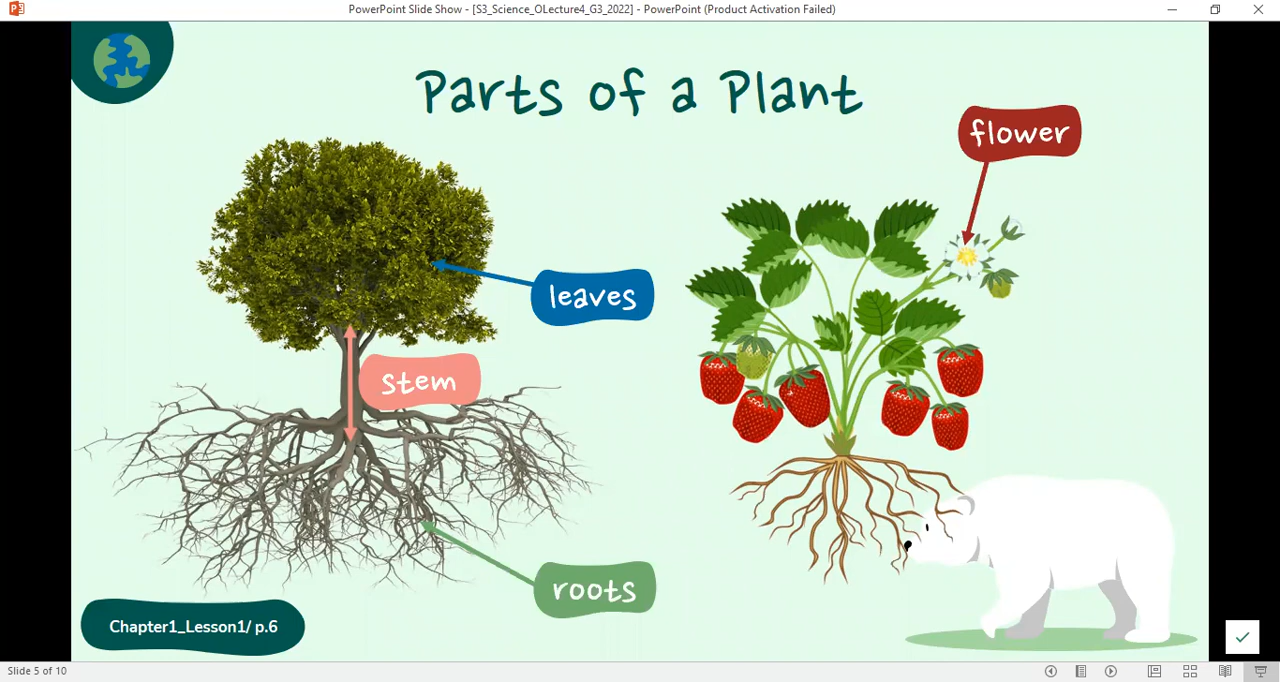 PowerPoint Slide Show - [S3_Science_OLecture4_G3_2022] - PowerPoint (Product Activation Failed)
Parts of a Plant
flower
leaves
stem
roots
Chapter1_Lesson1/ p.6
Slide 5 of 10